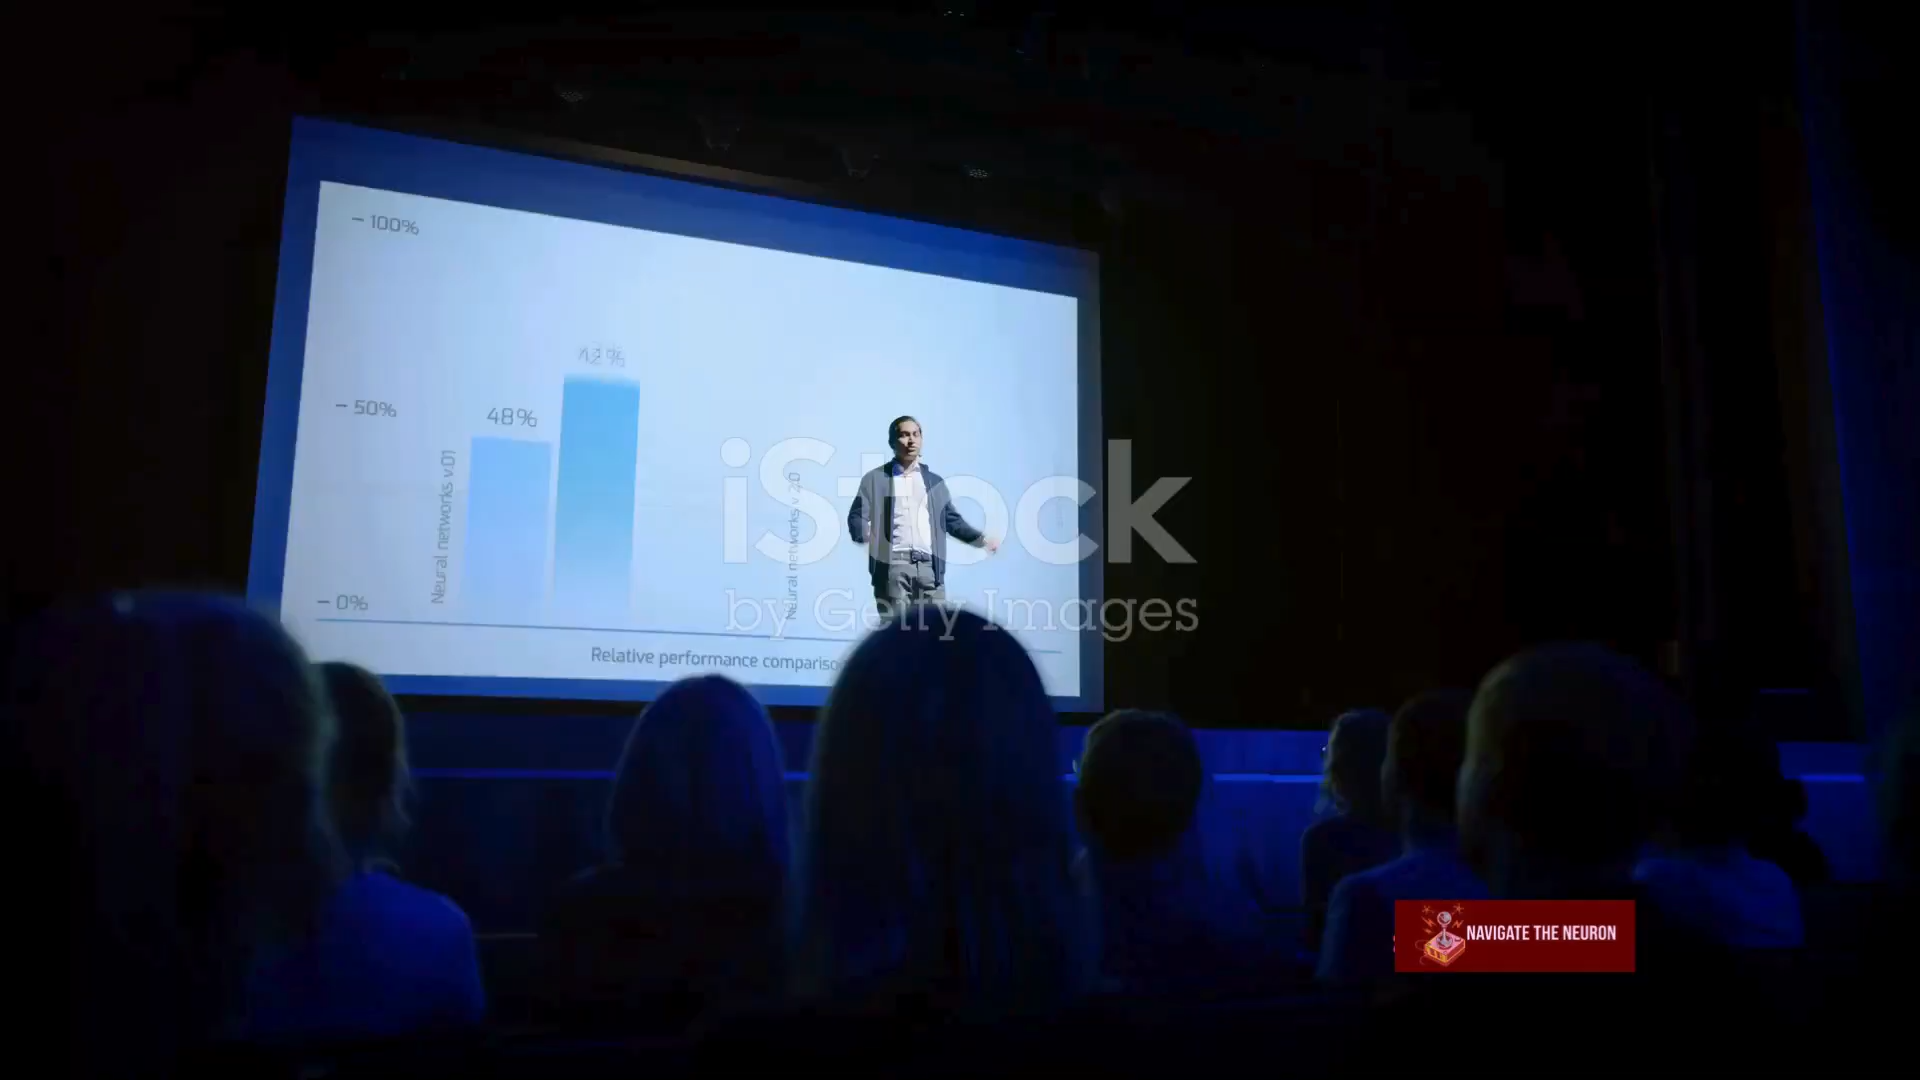 – 100%
– 50%
48%
Neural networks v.01
Neural networks v 2.0
– 0%
Relative performance
iStock
by Getty Images
NAVIGATE THE NEURON